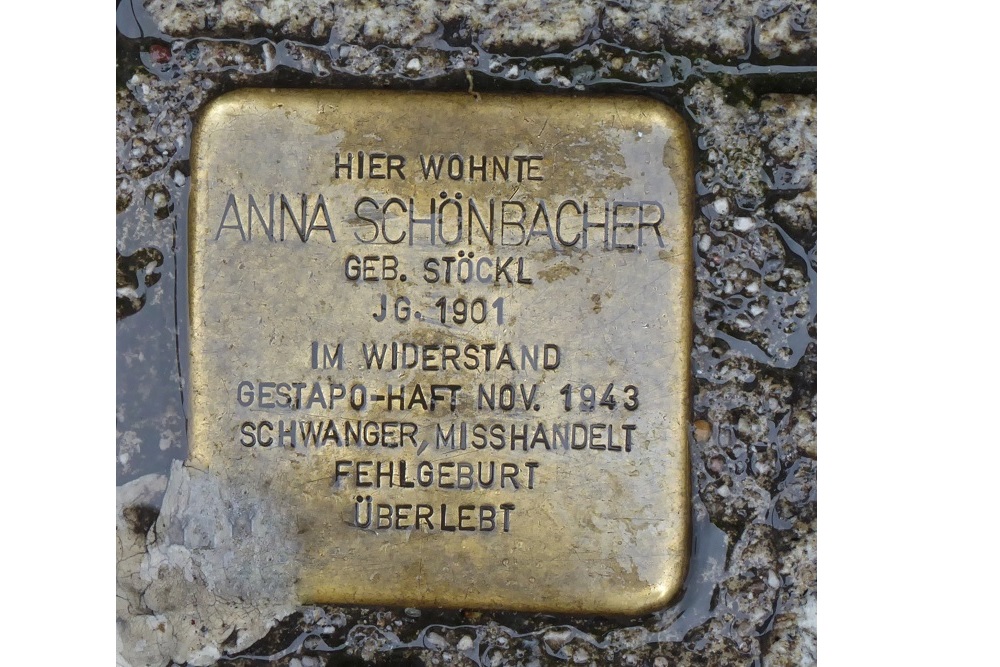 HIER WOHNTE
ANNA SCHÖNBACHER
GEB. STÖCKL
JG. 1901
IM WIDERSTAND
GESTAPO-HAFT NOV. 1943
SCHWANGER, MISSHANDELT
FEHLGEBURT
ÜBERLEBT